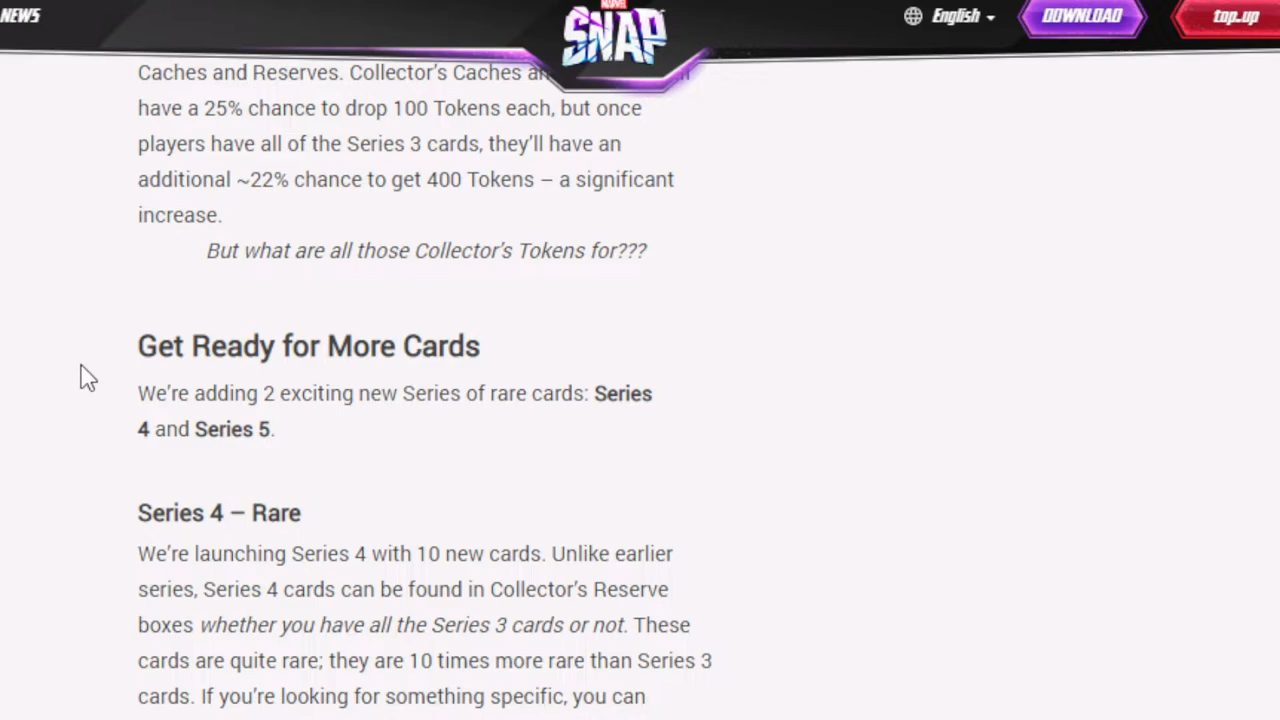 NEWS
MARVEL
SNAP
English
DOWNLOAD
top_up
Caches and Reserves. Collector's Caches
have a 25% chance to drop 100 Tokens each, but once
players have all of the Series 3 cards, they'll have an
additional ~22% chance to get 400 Tokens – a significant
increase.
But what are all those Collector's Tokens for???
Get Ready for More Cards
We're adding 2 exciting new Series of rare cards: Series
4 and Series 5.
Series 4 – Rare
We're launching Series 4 with 10 new cards. Unlike earlier
series, Series 4 cards can be found in Collector's Reserve
boxes whether you have all the Series 3 cards or not. These
cards are quite rare; they are 10 times more rare than Series 3
cards. If you're looking for something specific, you can